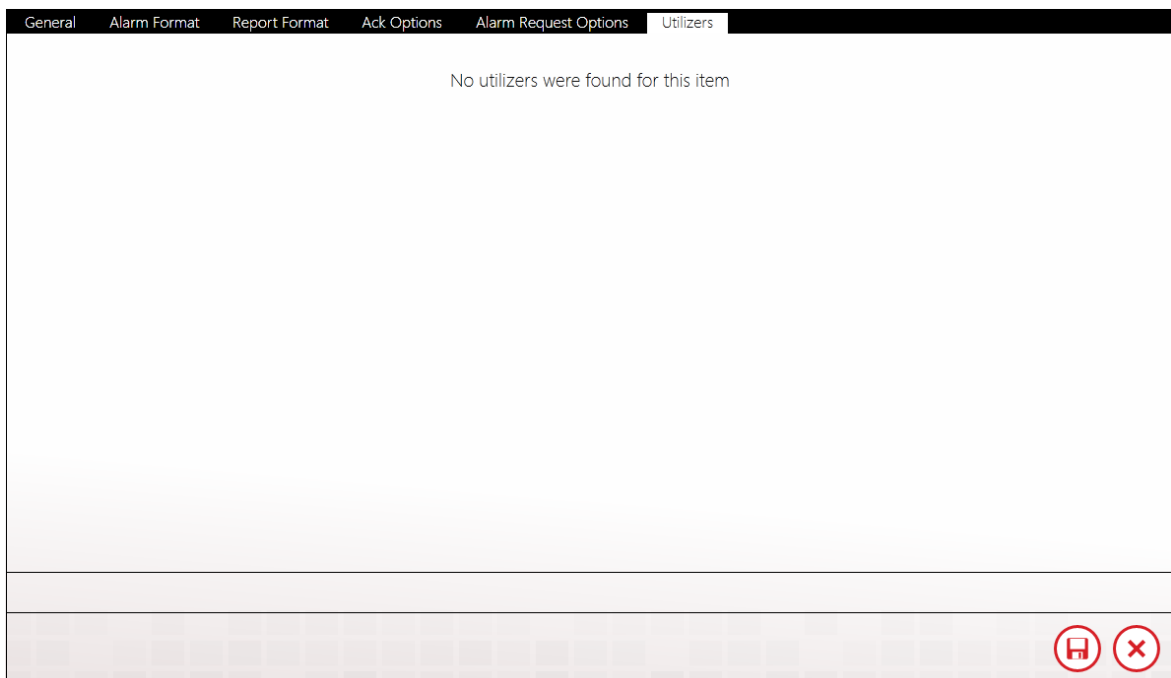 General Alarm Format Report Format Ack Options Alarm Request Options Utilizers
No utilizers were found for this item